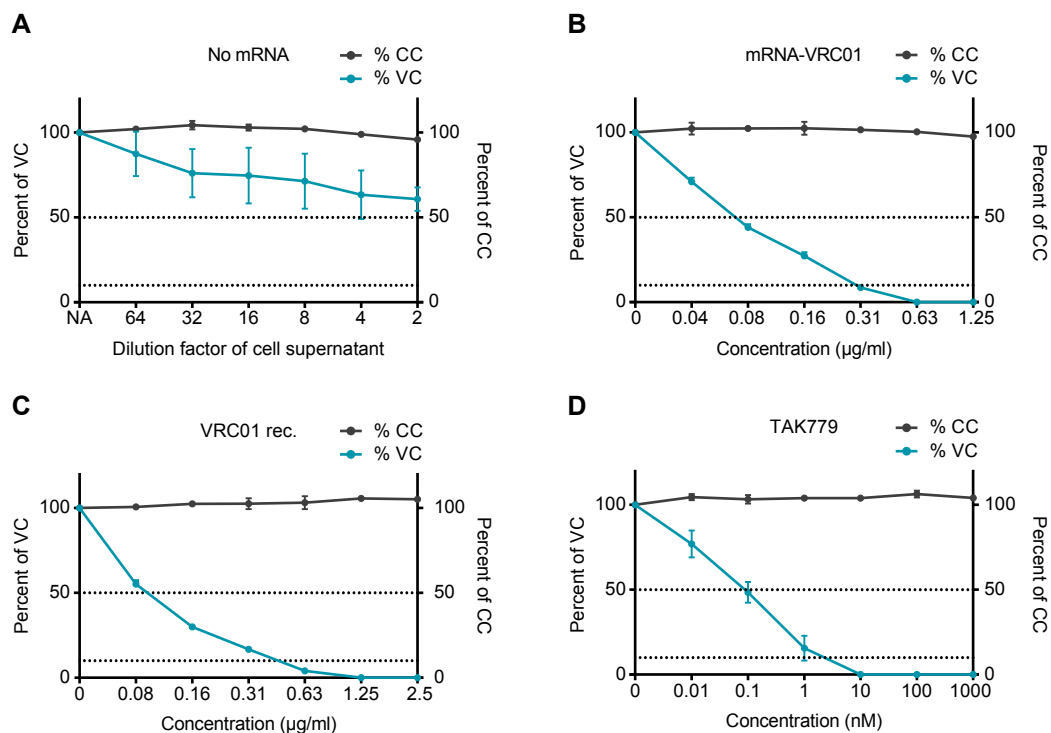 A
No mRNA
% CC
% VC
Percent of VC
100
50
0
100
50
0
Percent of CC
NA 64 32 16 8 4 2
Dilution factor of cell supernatant
B
mRNA-VRC01
% CC
% VC
Percent of VC
100
50
0
100
50
0
Percent of CC
0 0.04 0.08 0.16 0.31 0.63 1.25
Concentration (µg/ml)
C
VRC01 rec.
% CC
% VC
Percent of VC
100
50
0
100
50
0
Percent of CC
0 0.08 0.16 0.31 0.63 1.25 2.5
Concentration (µg/ml)
D
TAK779
% CC
% VC
Percent of VC
100
50
0
100
50
0
Percent of CC
0 0.01 0.1 1 10 100 1000
Concentration (nM)